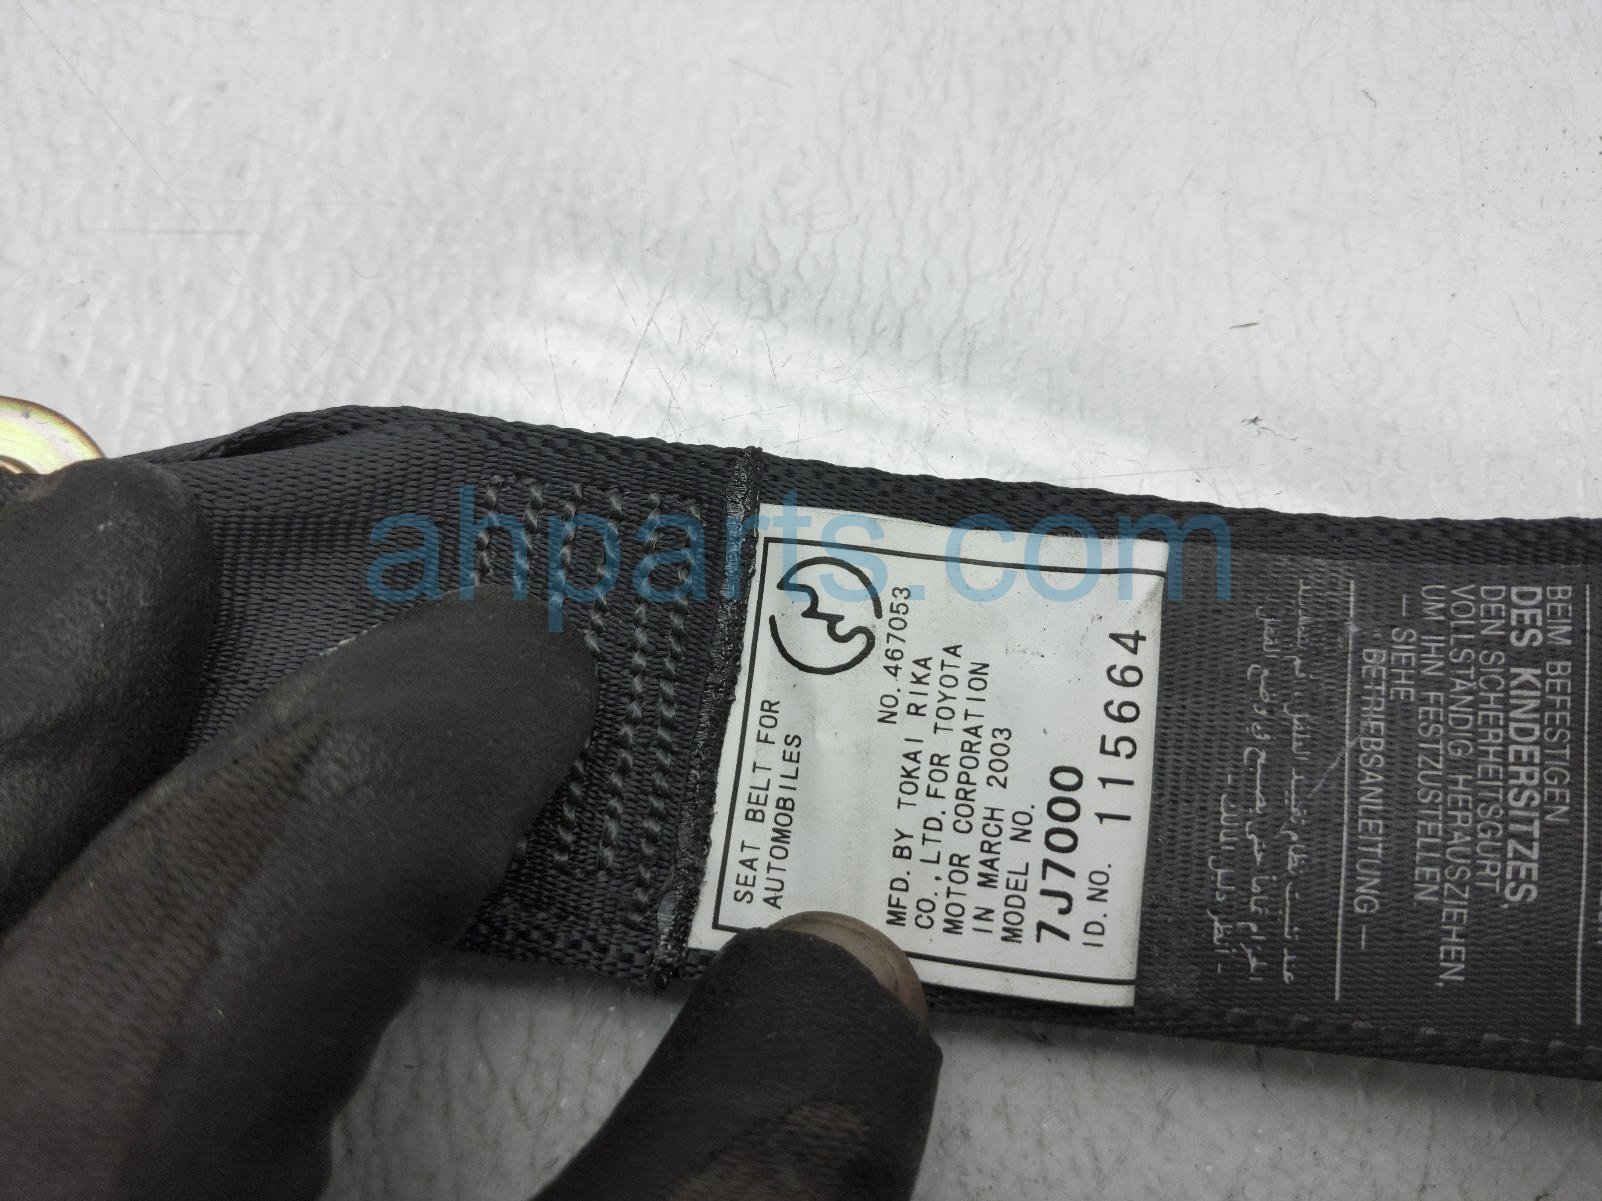 SEAT BELT FOR
AUTOMOBILES
NO. 467053
MFD. BY TOKAI RIKA
CO., LTD. FOR TOYOTA
MOTOR CORPORATION
IN MARCH 2003
MODEL NO.
7J7000
ID. NO. 115664
BEIM BEFESTIGEN
DES KINDERSITZES,
DEN SICHERHEITSGURT
VOLLSTÄNDIG HERAUSZIEHEN,
UM IHN FESTZUSTELLEN
— SIEHE
"BETRIEBSANLEITUNG —
ahparts.com